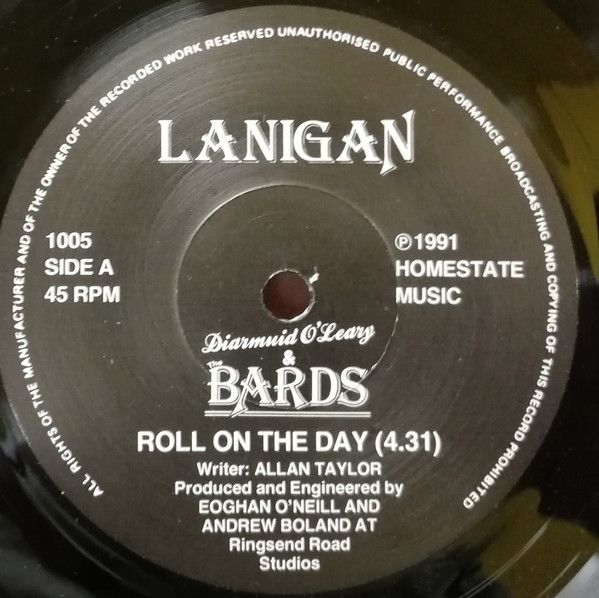 ALL RIGHTS OF THE MANUFACTURER AND OF THE OWNER OF THE RECORDED WORK RESERVED UNAUTHORISED PUBLIC PERFORMANCE BROADCASTING AND COPYING OF THIS RECORD PROHIBITED
LANIGAN
1005
SIDE A
45 RPM
℗1991
HOMESTATE
MUSIC
Diarmuid O'Leary
&
The
BARDS
ROLL ON THE DAY (4.31)
Writer: ALLAN TAYLOR
Produced and Engineered by
EOGHAN O'NEILL AND
ANDREW BOLAND AT
Ringsend Road
Studios